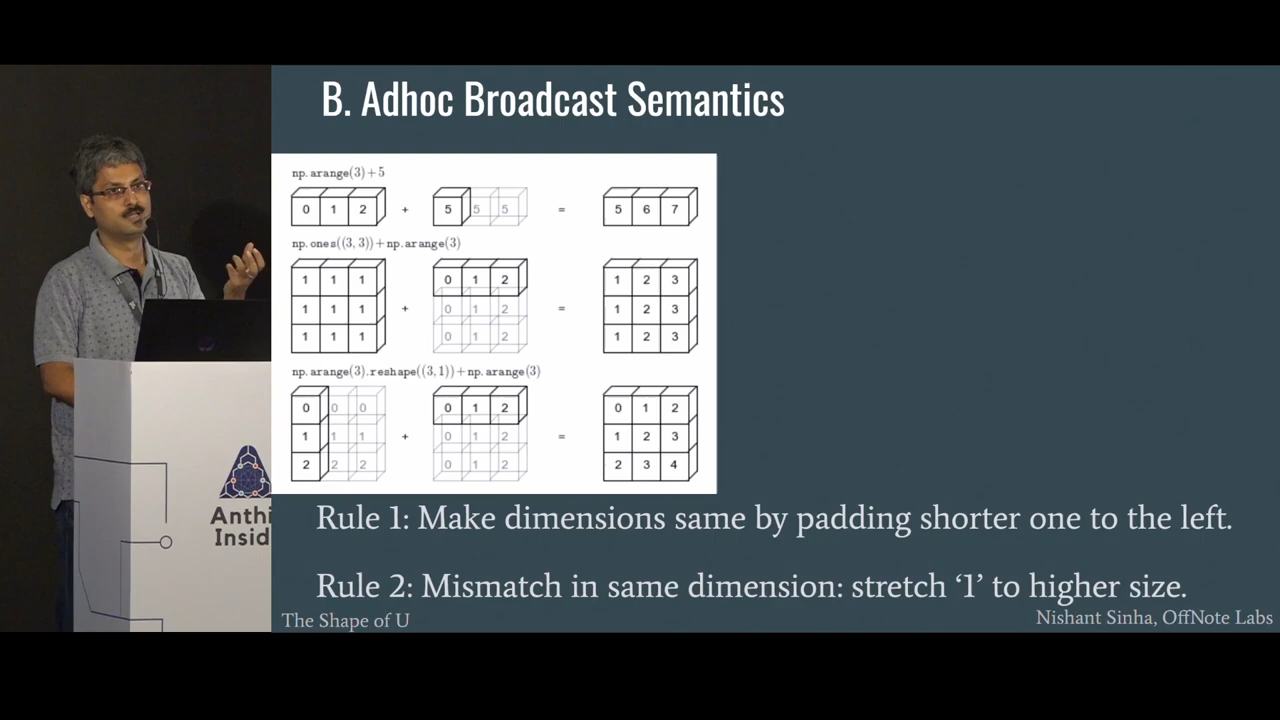 B. Adhoc Broadcast Semantics
np.arange(3)+5
0 1 2 + 5 5 5 = 5 6 7
np.ones((3,3))+np.arange(3)
1 1 1 0 1 2 1 2 3
1 1 1 + 0 1 2 = 1 2 3
1 1 1 0 1 2 1 2 3
np.arange(3).reshape((3,1))+np.arange(3)
0 0 0 0 1 2 0 1 2
1 1 1 + 0 1 2 = 1 2 3
2 2 2 0 1 2 2 3 4
Rule 1: Make dimensions same by padding shorter one to the left.
Rule 2: Mismatch in same dimension: stretch ‘1’ to higher size.
The Shape of U
Nishant Sinha, OffNote Labs
Anthi
Insid